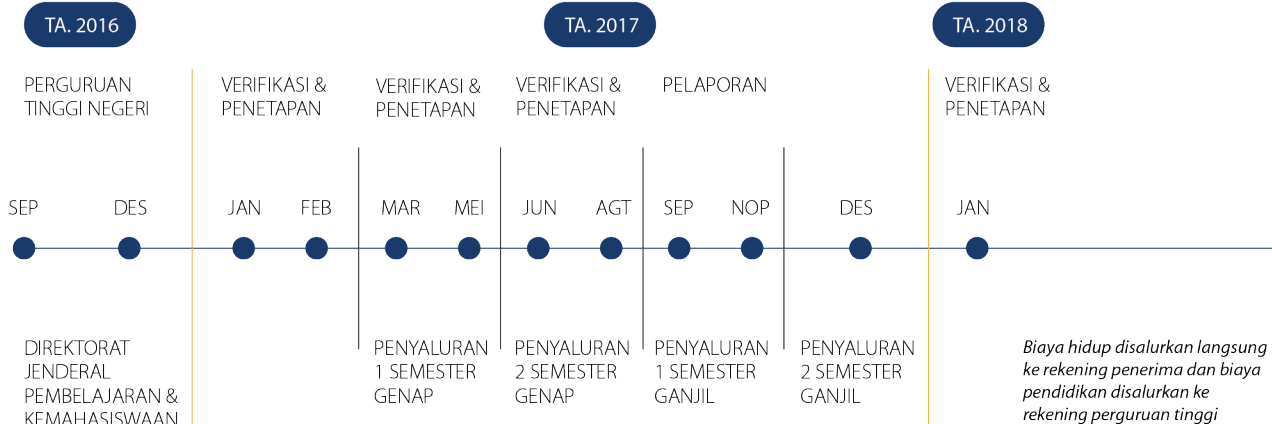 TA. 2016
TA. 2017
TA. 2018
PERGURUAN
TINGGI NEGERI
VERIFIKASI &
PENETAPAN
VERIFIKASI &
PENETAPAN
VERIFIKASI &
PENETAPAN
PELAPORAN
VERIFIKASI &
PENETAPAN
SEP
DES
JAN
FEB
MAR
MEI
JUN
AGT
SEP
NOP
DES
JAN
DIREKTORAT
JENDERAL
PEMBELAJARAN &
KEMAHASISWAAN
PENYALURAN
1 SEMESTER
GENAP
PENYALURAN
2 SEMESTER
GENAP
PENYALURAN
1 SEMESTER
GANJIL
PENYALURAN
2 SEMESTER
GANJIL
Biaya hidup disalurkan langsung
ke rekening penerima dan biaya
pendidikan disalurkan ke
rekening perguruan tinggi